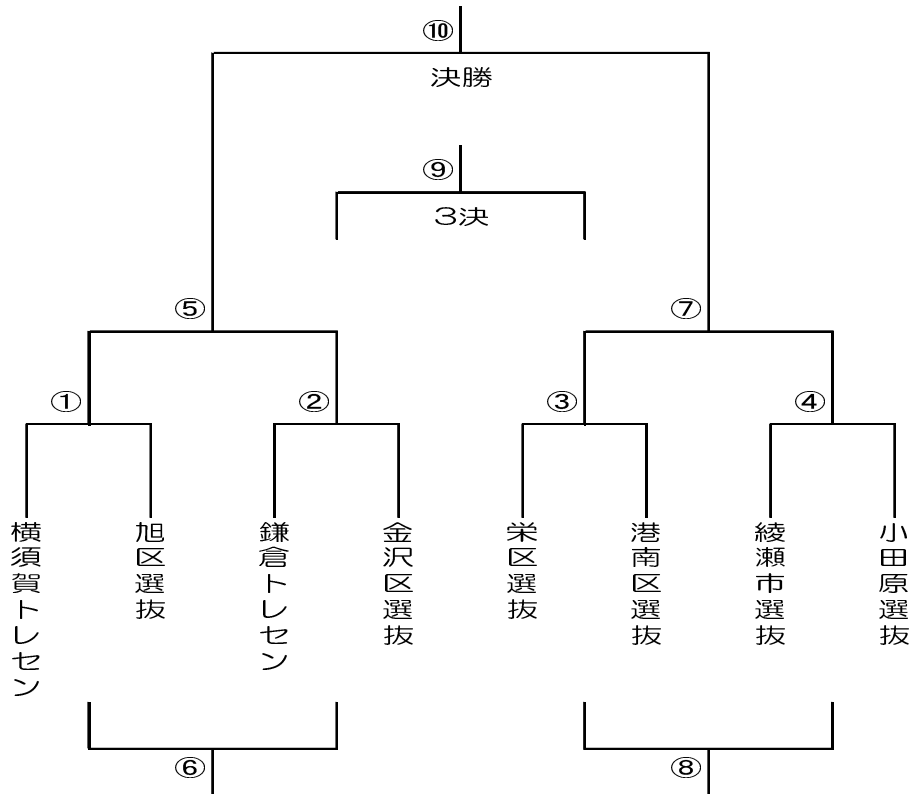 ⑩
決勝
⑨
3決
⑤
⑦
①
②
③
④
横須賀トレセン
旭区選抜
鎌倉トレセン
金沢区選抜
栄区選抜
港南区選抜
綾瀬市選抜
小田原選抜
⑥
⑧